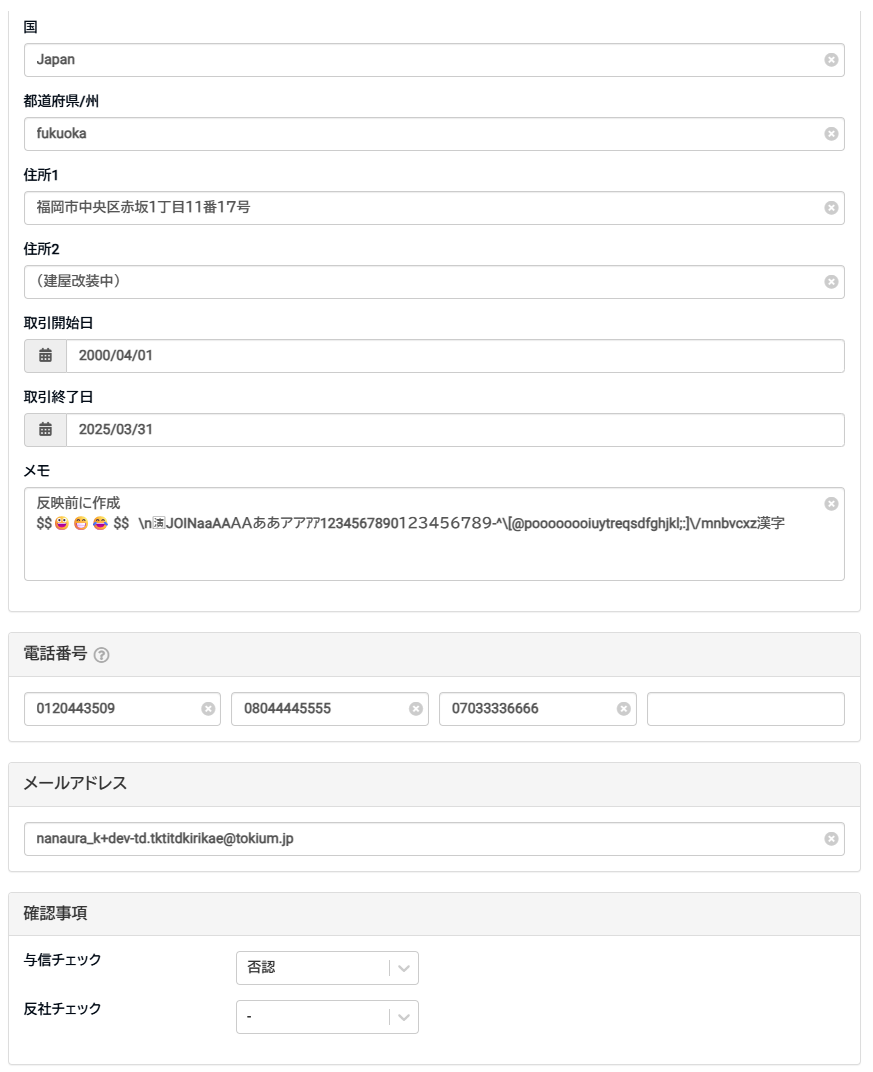 国
Japan
都道府県/州
fukuoka
住所1
福岡市中央区赤坂1丁目11番17号
住所2
（建屋改装中）
取引開始日
2000/04/01
取引終了日
2025/03/31
メモ
反映前に作成
$$😀😁😂 $$ \n JOINaaAAＡＡああアアｱｱ1234567890１２３４５６７８９-^\[@poooooooiuytreqsdfghjkl;:]\/mnbvcxz漢字
電話番号 ?
0120443509 08044445555 07033336666
メールアドレス
nanaura_k+dev-td.tktitdkirikae@tokium.jp
確認事項
与信チェック 否認
反社チェック -